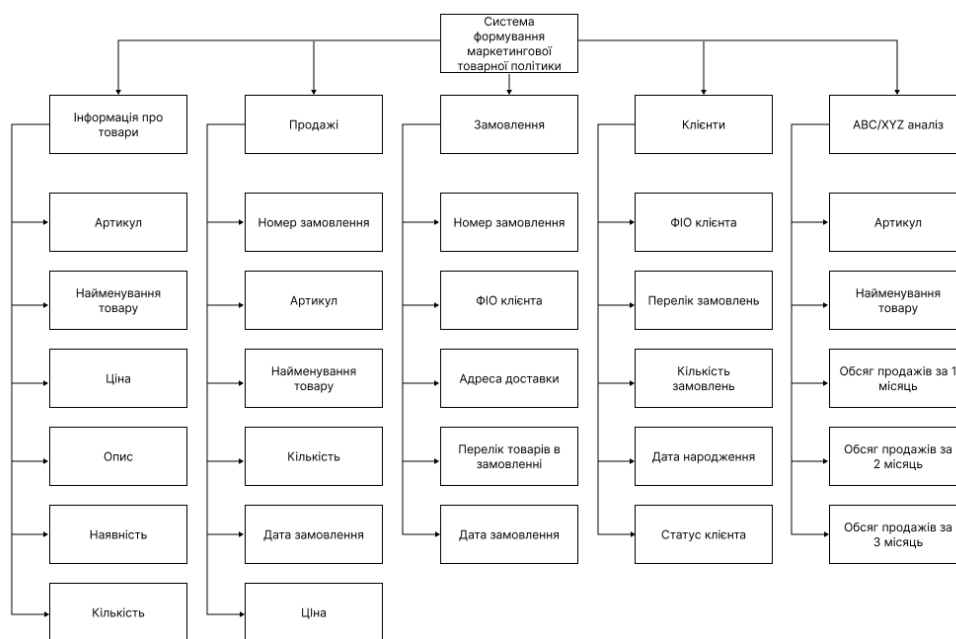 Система
формування
маркетингової
товарної політики
Інформація про
товари
Продажі
Замовлення
Клієнти
ABC/XYZ аналіз
Артикул
Номер замовлення
Номер замовлення
ФІО клієнта
Артикул
Найменування
товару
Артикул
ФІО клієнта
Перелік замовлень
Найменування
товару
Ціна
Найменування
товару
Адреса доставки
Кількість
замовлень
Обсяг продажів за 1
місяць
Опис
Кількість
Перелік товарів в
замовленні
Дата народження
Обсяг продажів за
2 місяць
Наявність
Дата замовлення
Дата замовлення
Статус клієнта
Обсяг продажів за
3 місяць
Кількість
ЦІна